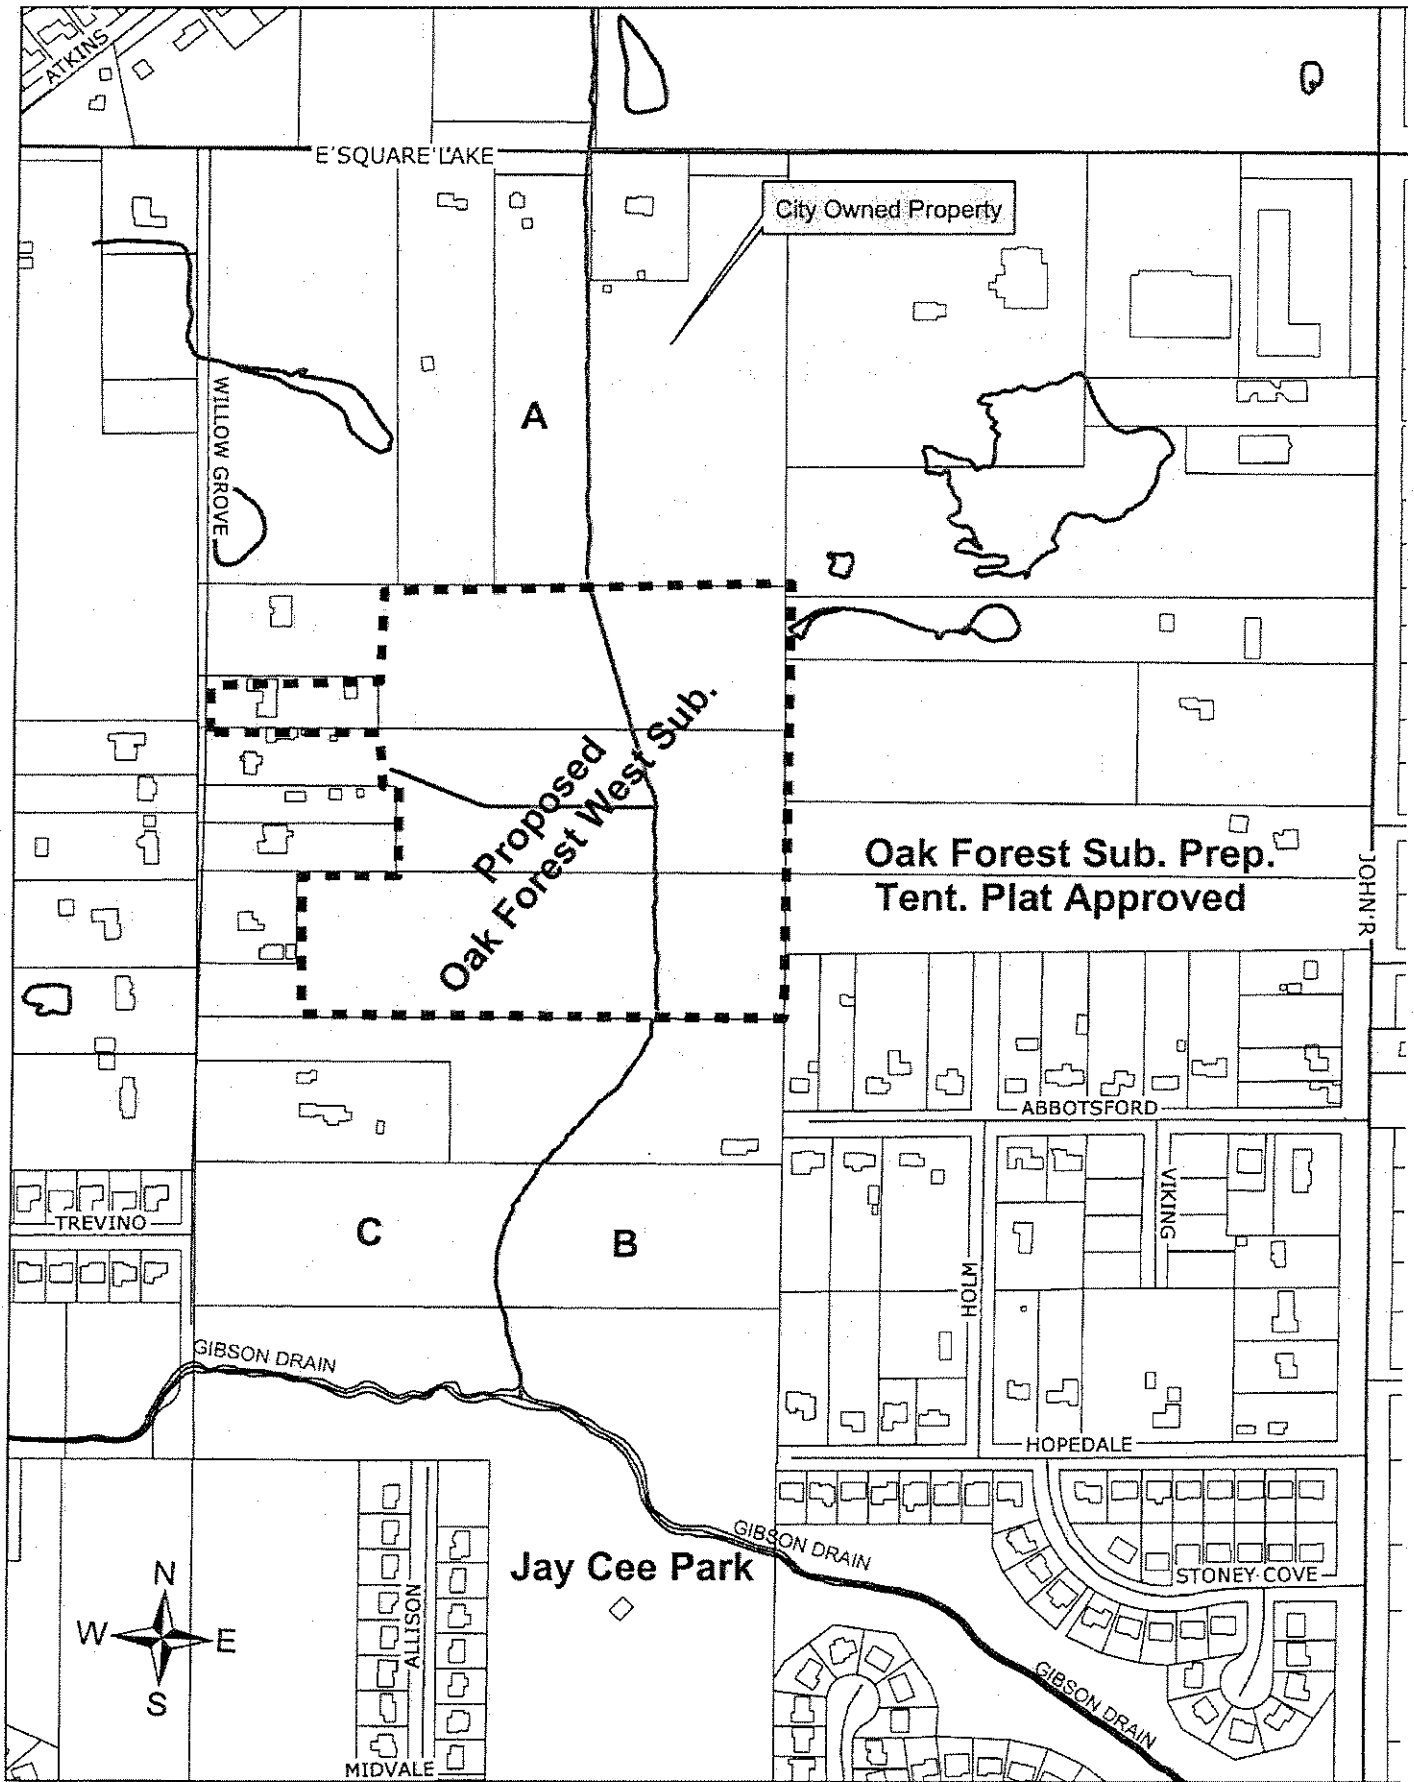 ATKINS
E SQUARE LAKE
City Owned Property
WILLOW GROVE
A
Proposed
Oak Forest West Sub.
Oak Forest Sub. Prep.
Tent. Plat Approved
JOHN R
ABBOTSFORD
TREVINO
C
B
VIKING
HOLM
GIBSON DRAIN
HOPEDALE
GIBSON DRAIN
Jay Cee Park
STONEY COVE
N
W
E
S
ALLISON
GIBSON DRAIN
MIDVALE